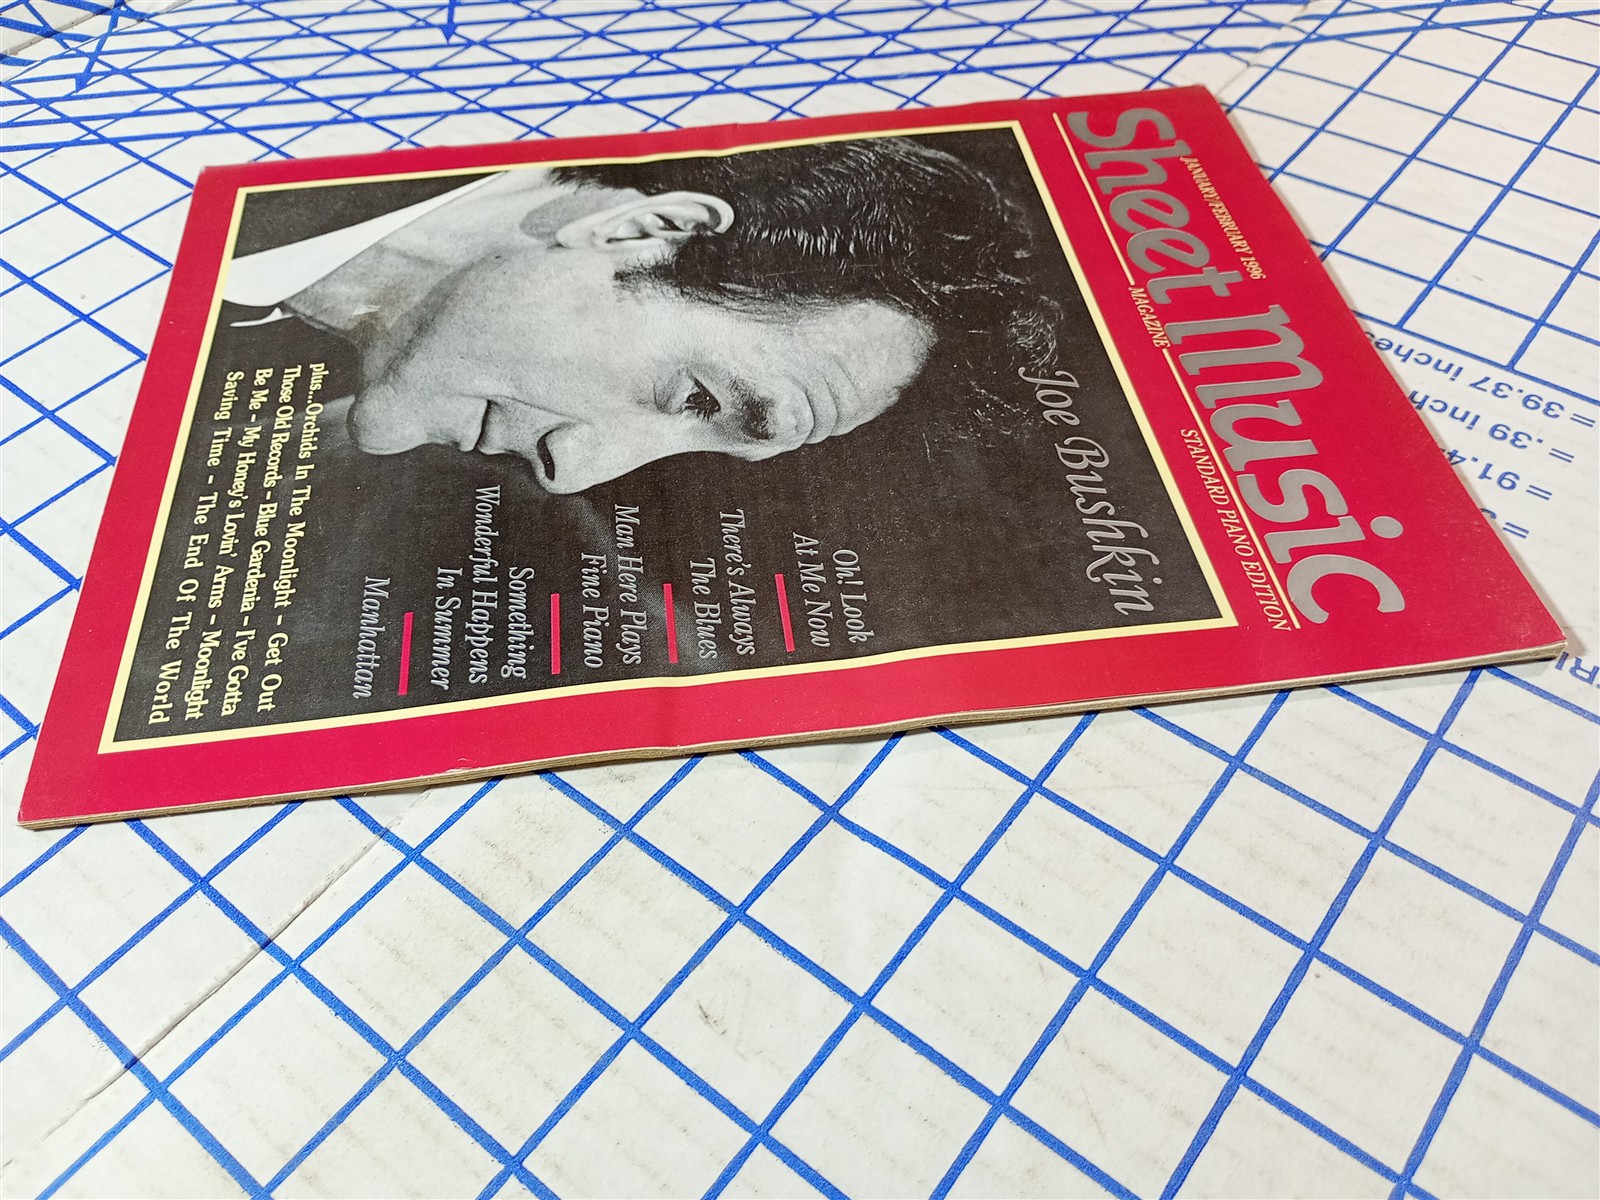 JANUARY/FEBRUARY 1996
Sheet Music
MAGAZINE
STANDARD PIANO EDITION
Joe Bushkin
Oh! Look
At Me Now
There's Always
The Blues
Man Here Plays
Fine Piano
Something
Wonderful Happens
In Summer
Manhattan
plus...Orchids In The Moonlight - Get Out
Those Old Records - Blue Gardenia - I've Gotta
Be Me - My Honey's Lovin' Arms - Moonlight
Saving Time - The End Of The World
= 39.37 inches
= .39 inch